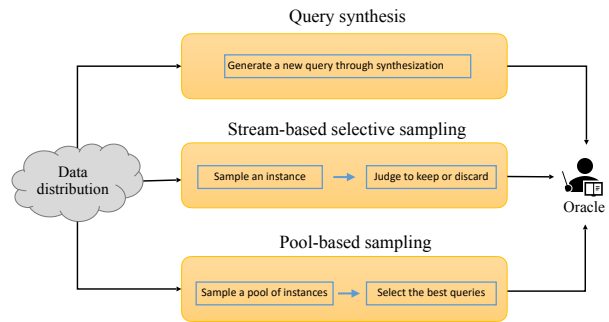 Query synthesis
Generate a new query through synthesization
Stream-based selective sampling
Data
distribution
Sample an instance
Judge to keep or discard
Oracle
Pool-based sampling
Sample a pool of instances
Select the best queries